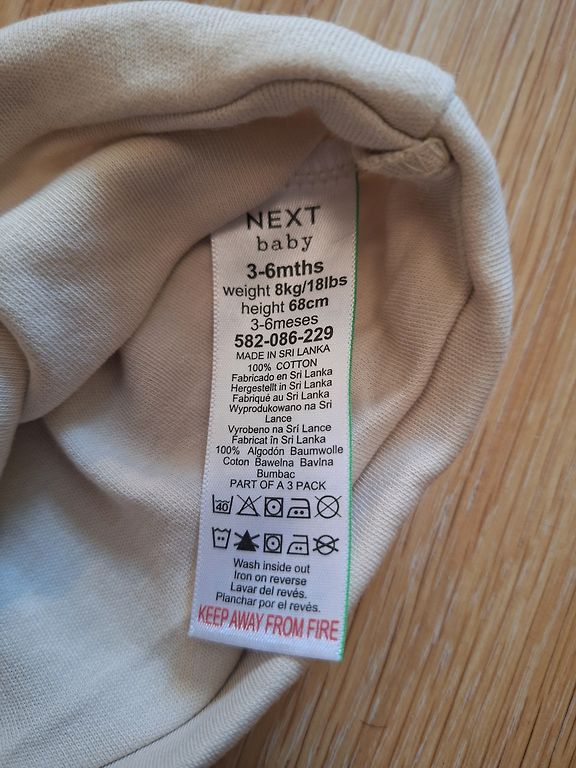 NEXT
baby
3-6mths
weight 8kg/18lbs
height 68cm
3-6meses
582-086-229
MADE IN SRI LANKA
100% COTTON
Fabricado en Sri Lanka
Hergestellt in Sri Lanka
Fabriqué au Sri Lanka
Wyprodukowano na Sri
Lance
Vyrobeno na Srí Lance
Fabricat în Sri Lanka
100% Algodón Baumwolle
Coton Bawełna Bavlna
Bumbac
PART OF A 3 PACK
40
Wash inside out
Iron on reverse
Lavar del revés.
Planchar por el revés.
KEEP AWAY FROM FIRE